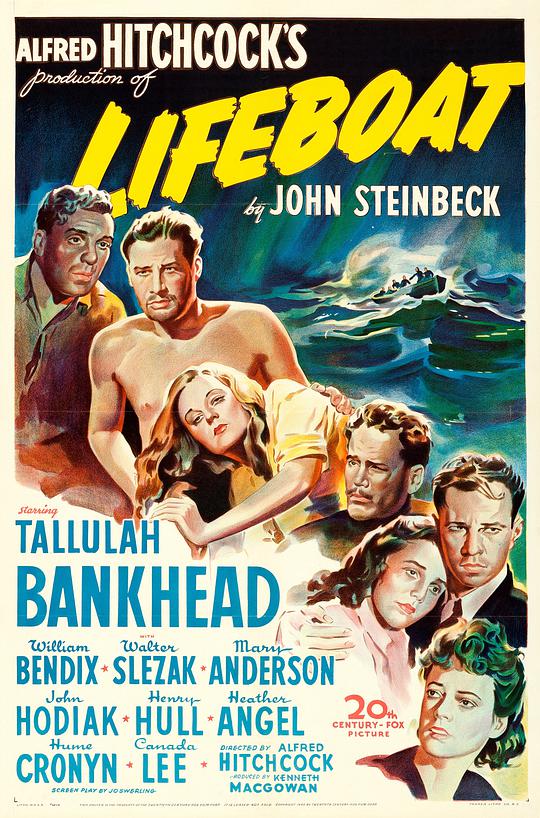 ALFRED HITCHCOCK'S
production of
LIFEBOAT
by JOHN STEINBECK
starring
TALLULAH
BANKHEAD
WITH
William Walter Mary
BENDIX ★ SLEZAK ★ ANDERSON
John Henry Heather
HODIAK ★ HULL ★ ANGEL
Hume Canada
CRONYN ★ LEE ★
DIRECTED BY ALFRED
HITCHCOCK
PRODUCED BY KENNETH
MACGOWAN
SCREEN PLAY BY JO SWERLING
20th
CENTURY-FOX
PICTURE